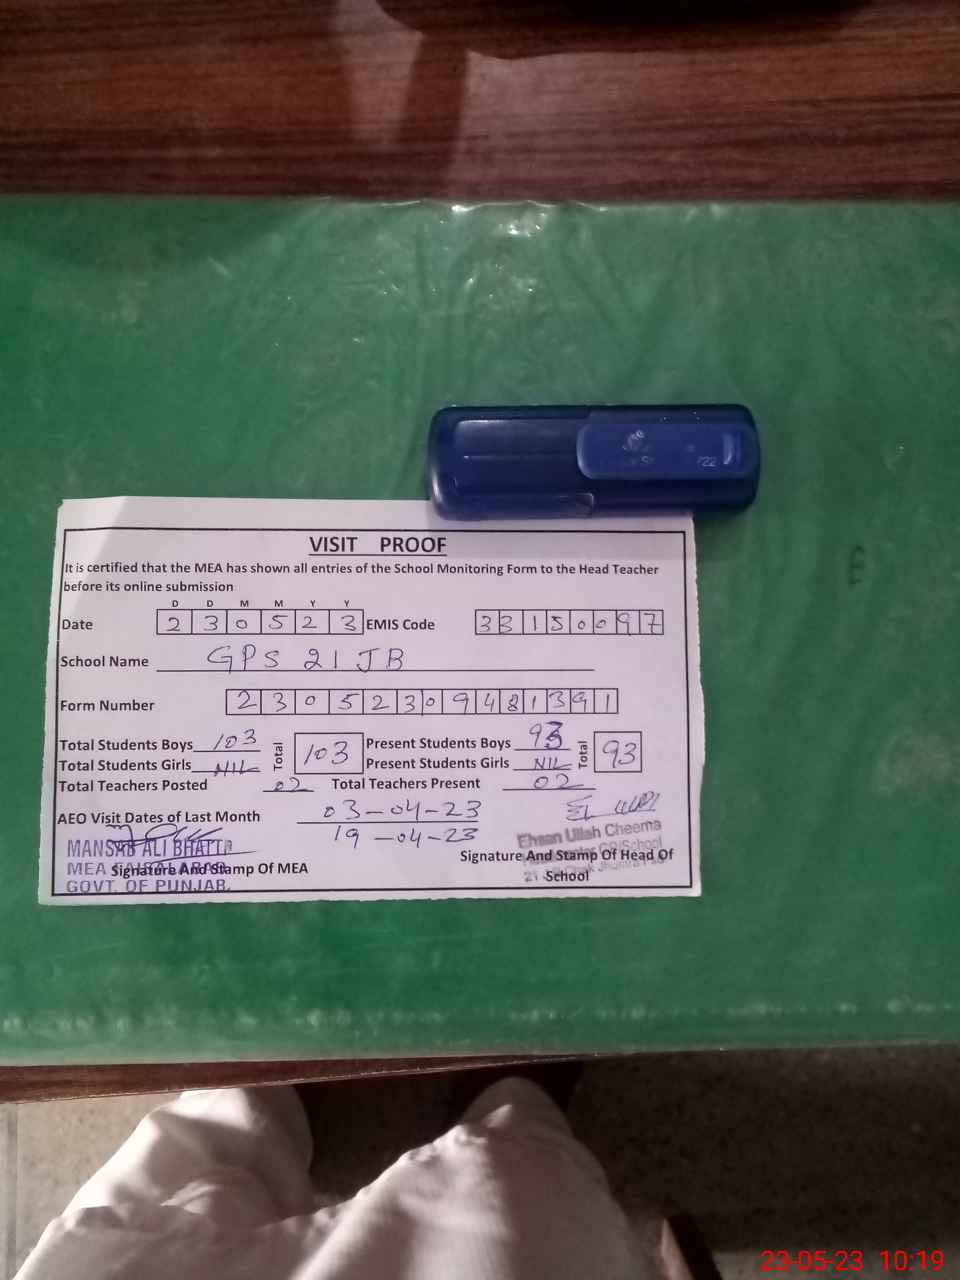 VISIT PROOF
It is certified that the MEA has shown all entries of the School Monitoring Form to the Head Teacher
before its online submission
D D M M Y Y
Date 2 3 0 5 2 3 EMIS Code 3 3 1 5 0 0 9 7
School Name GPS 21 JB
Form Number 2 3 0 5 2 3 0 9 4 8 1 3 9 1
Total Students Boys 103 Total 103 Present Students Boys 93 Total 93
Total Students Girls NIL Present Students Girls NIL
Total Teachers Posted 02 Total Teachers Present 02
AEO Visit Dates of Last Month 03-04-23
19-04-23
MANSAB ALI BHATTI
MEA FAISALABAD
GOVT. OF PUNJAB.
Signature And Stamp Of MEA
Ehsan Ullah Cheema
Signature And Stamp Of Head Of
School
722
23-05-23 10:19